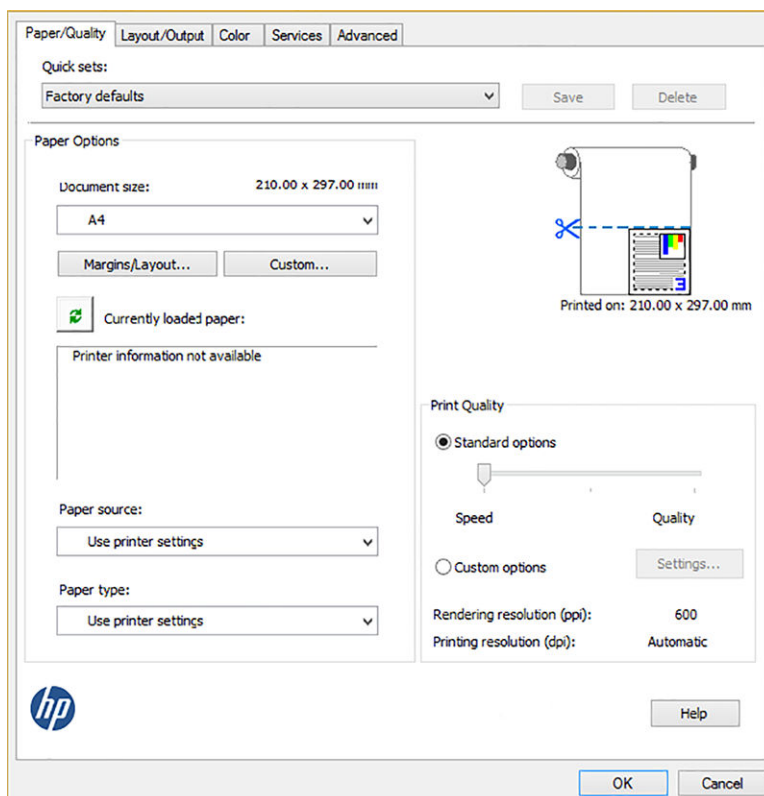 Paper/Quality Layout/Output Color Services Advanced
Quick sets:
Factory defaults Save Delete
Paper Options
Document size: 210.00 x 297.00 mm
A4
Margins/Layout... Custom...
Currently loaded paper:
Printer information not available
Paper source:
Use printer settings
Paper type:
Use printer settings
3
Printed on: 210.00 x 297.00 mm
Print Quality
Standard options
Speed Quality
Custom options Settings...
Rendering resolution (ppi): 600
Printing resolution (dpi): Automatic
hp
Help
OK Cancel